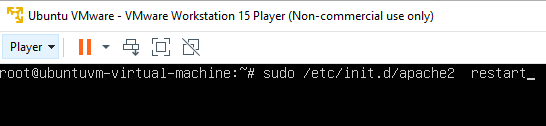 Ubuntu VMware - VMware Workstation 15 Player (Non-commercial use only)
Player
root@ubuntuvm-virtual-machine:~# sudo /etc/init.d/apache2  restart_